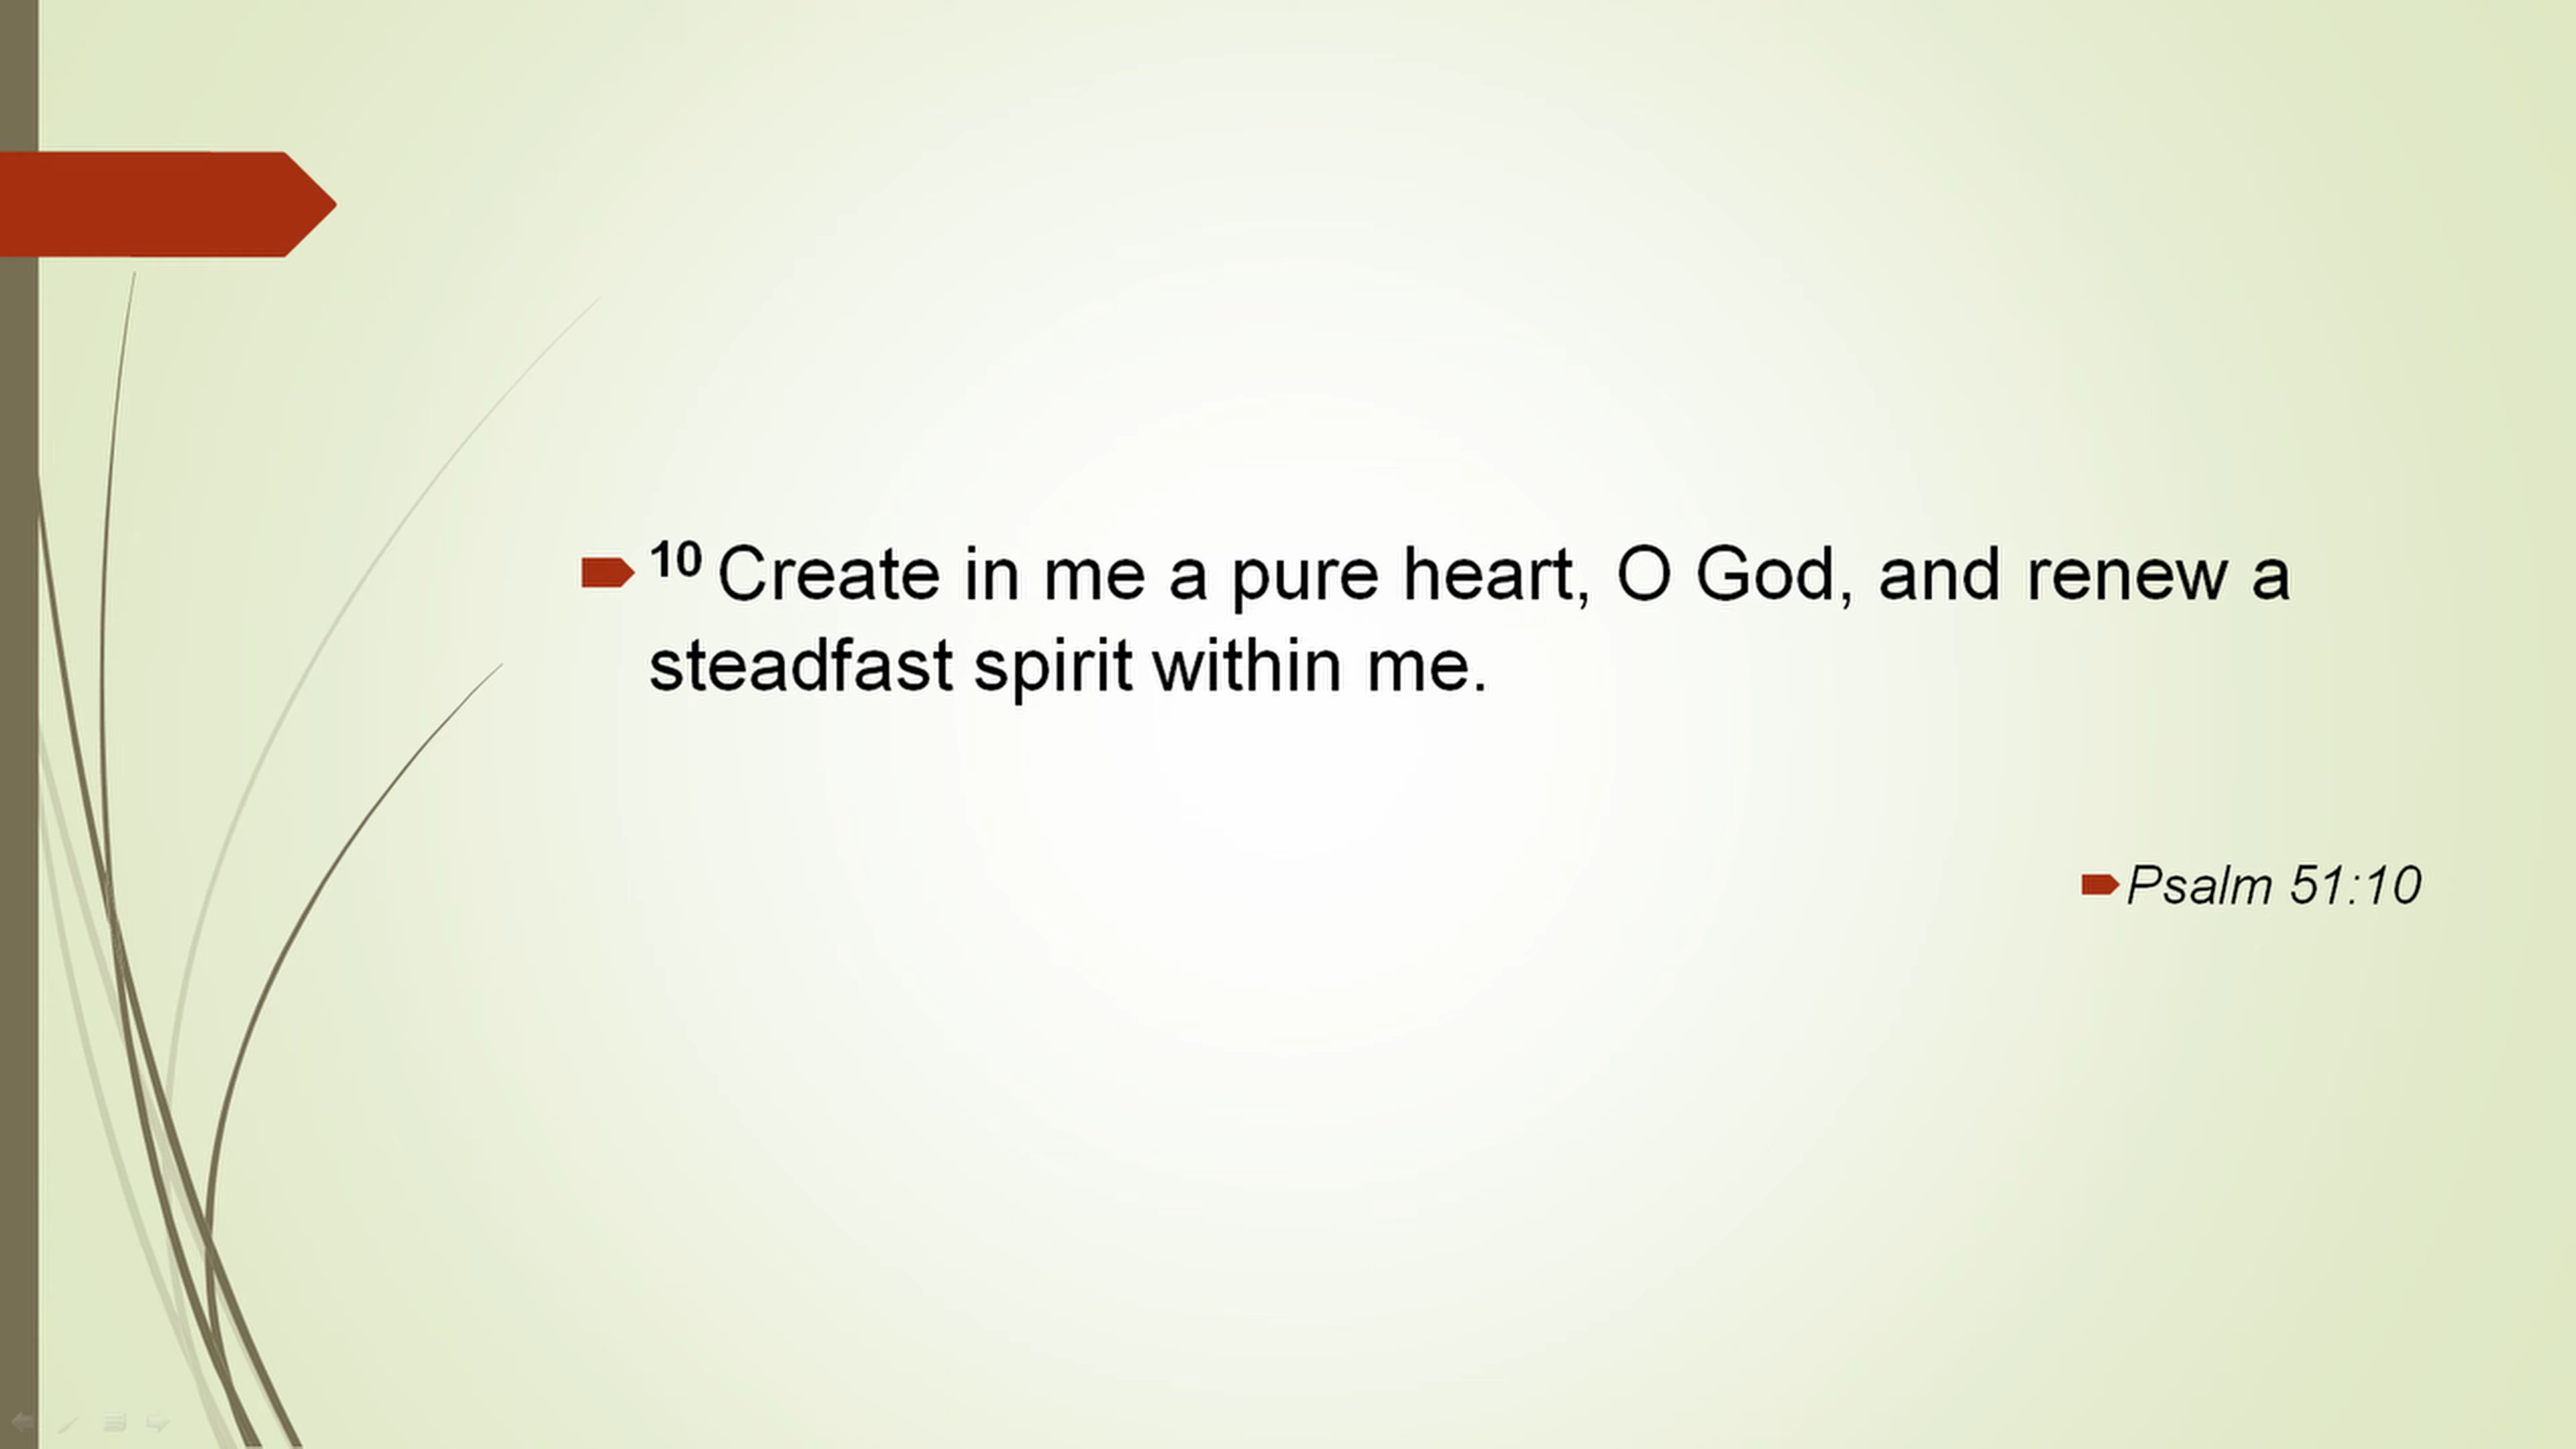 10 Create in me a pure heart, O God, and renew a
steadfast spirit within me.
Psalm 51:10